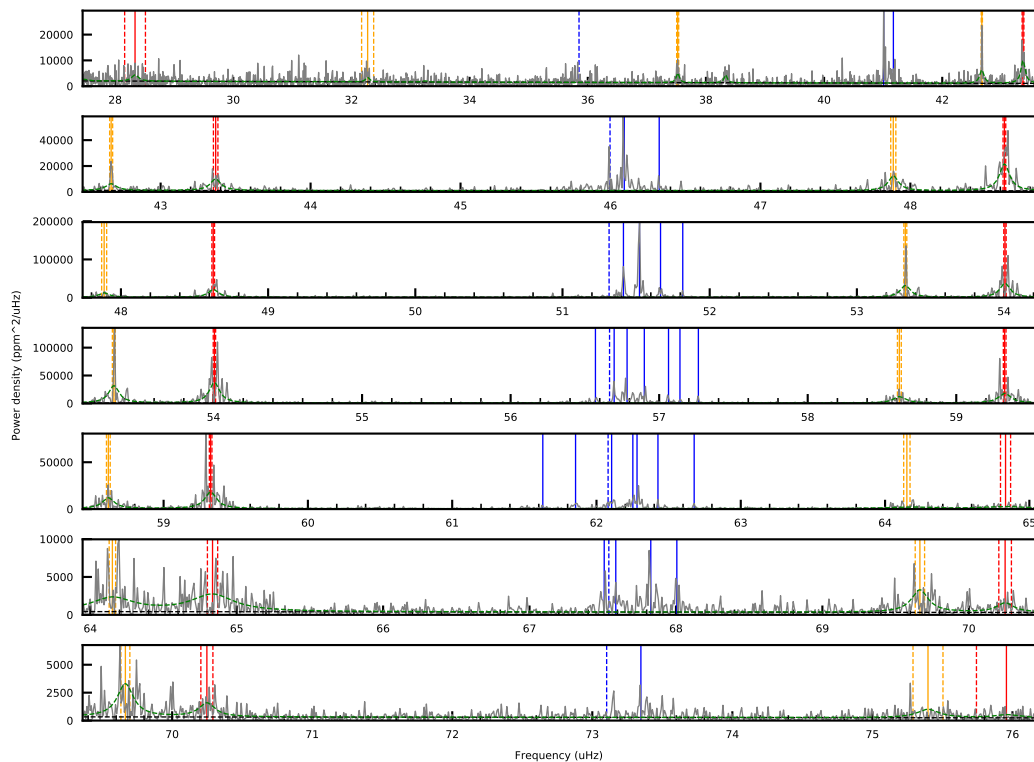 20000
10000
0
28 30 32 34 36 38 40 42
40000
20000
0
43 44 45 46 47 48
200000
100000
0
48 49 50 51 52 53 54
100000
50000
0
54 55 56 57 58 59
50000
0
59 60 61 62 63 64 65
10000
5000
0
64 65 66 67 68 69 70
5000
2500
0
70 71 72 73 74 75 76
Power density (ppm^2/uHz)
Frequency (uHz)